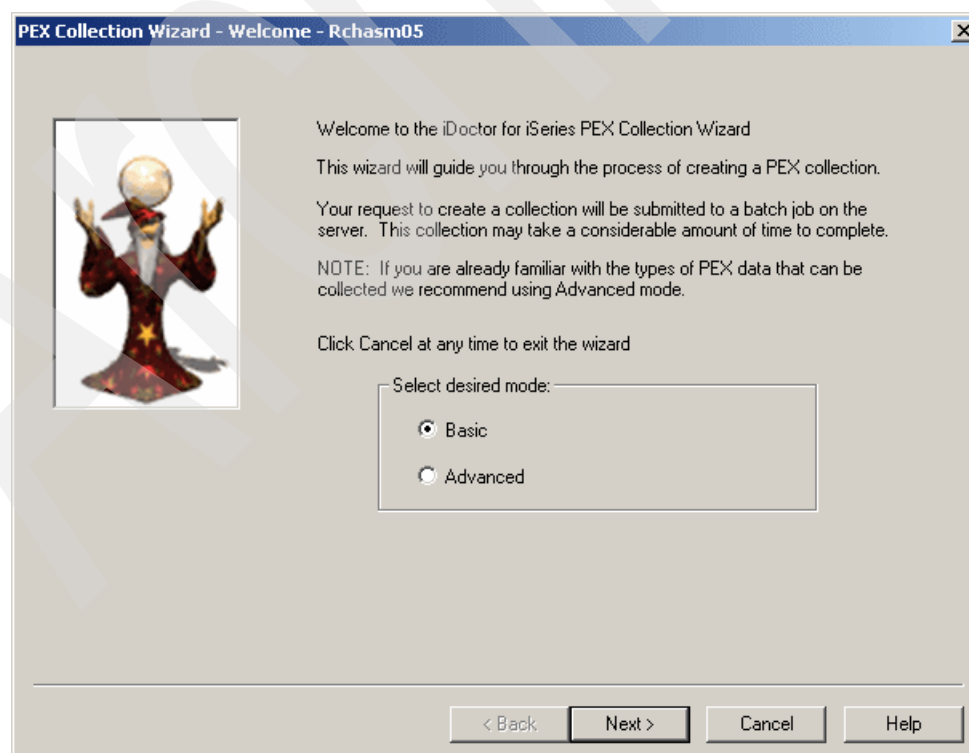 PEX Collection Wizard - Welcome - Rchasm05
Welcome to the iDoctor for iSeries PEX Collection Wizard
This wizard will guide you through the process of creating a PEX collection.
Your request to create a collection will be submitted to a batch job on the
server.  This collection may take a considerable amount of time to complete.
NOTE:  If you are already familiar with the types of PEX data that can be
collected we recommend using Advanced mode.
Click Cancel at any time to exit the wizard
Select desired mode:
Basic
Advanced
< Back
Next >
Cancel
Help